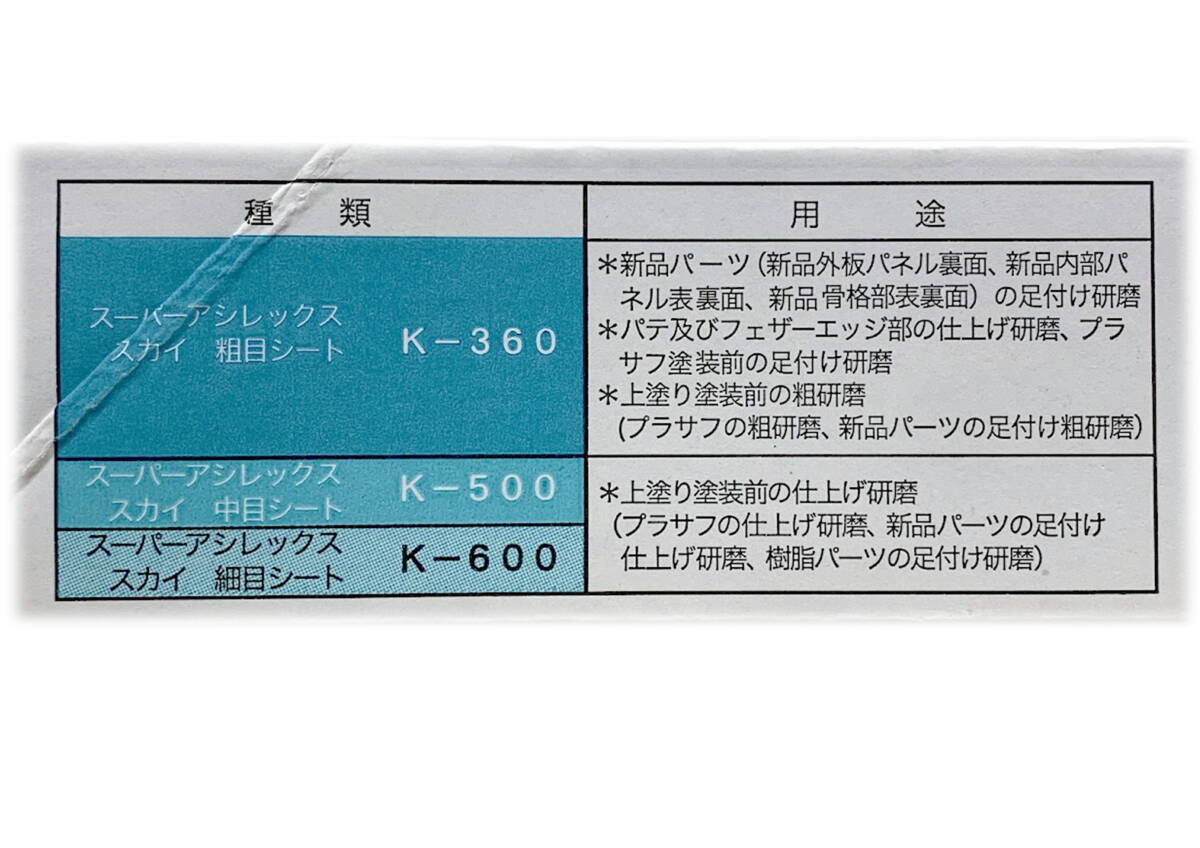 種　類
用　途
スーパーアシレックス
スカイ　粗目シート　K－360
＊新品パーツ（新品外板パネル裏面、新品内部パ
ネル表裏面、新品骨格部表裏面）の足付け研磨
＊パテ及びフェザーエッジ部の仕上げ研磨、プラ
サフ塗装前の足付け研磨
＊上塗り塗装前の粗研磨
(プラサフの粗研磨、新品パーツの足付け粗研磨)
スーパーアシレックス
スカイ　中目シート　K－500
スーパーアシレックス
スカイ　細目シート　K－600
＊上塗り塗装前の仕上げ研磨
（プラサフの仕上げ研磨、新品パーツの足付け
仕上げ研磨、樹脂パーツの足付け研磨）